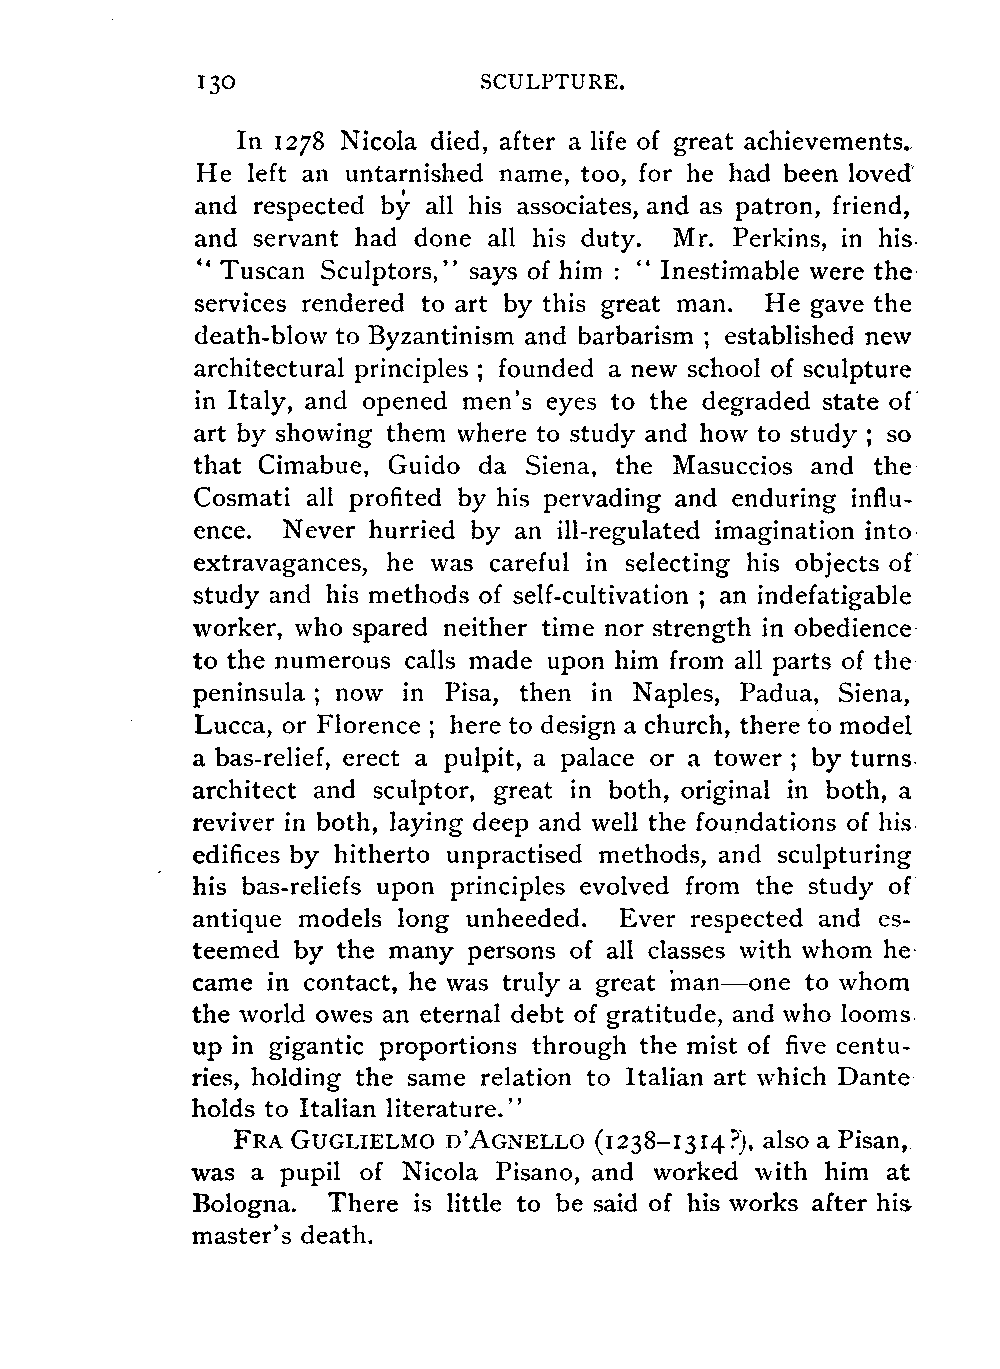 130 SCULPTURE.
In 1278 Nicola died, after a life of great achievements.
He left an untarnished name, too, for he had been loved
and respected by all his associates, and as patron, friend,
and servant had done all his duty. Mr. Perkins, in his
“ Tuscan Sculptors,” says of him : “ Inestimable were the
services rendered to art by this great man. He gave the
death-blow to Byzantinism and barbarism ; established new
architectural principles ; founded a new school of sculpture
in Italy, and opened men's eyes to the degraded state of
art by showing them where to study and how to study ; so
that Cimabue, Guido da Siena, the Masuccios and the
Cosmati all profited by his pervading and enduring influ-
ence. Never hurried by an ill-regulated imagination into
extravagances, he was careful in selecting his objects of
study and his methods of self-cultivation ; an indefatigable
worker, who spared neither time nor strength in obedience
to the numerous calls made upon him from all parts of the
peninsula ; now in Pisa, then in Naples, Padua, Siena,
Lucca, or Florence ; here to design a church, there to model
a bas-relief, erect a pulpit, a palace or a tower ; by turns
architect and sculptor, great in both, original in both, a
reviver in both, laying deep and well the foundations of his
edifices by hitherto unpractised methods, and sculpturing
his bas-reliefs upon principles evolved from the study of
antique models long unheeded. Ever respected and es-
teemed by the many persons of all classes with whom he
came in contact, he was truly a great man—one to whom
the world owes an eternal debt of gratitude, and who looms
up in gigantic proportions through the mist of five centu-
ries, holding the same relation to Italian art which Dante
holds to Italian literature.”
FRA GUGLIELMO D'AGNELLO (1238–1314?), also a Pisan,
was a pupil of Nicola Pisano, and worked with him at
Bologna. There is little to be said of his works after his
master's death.